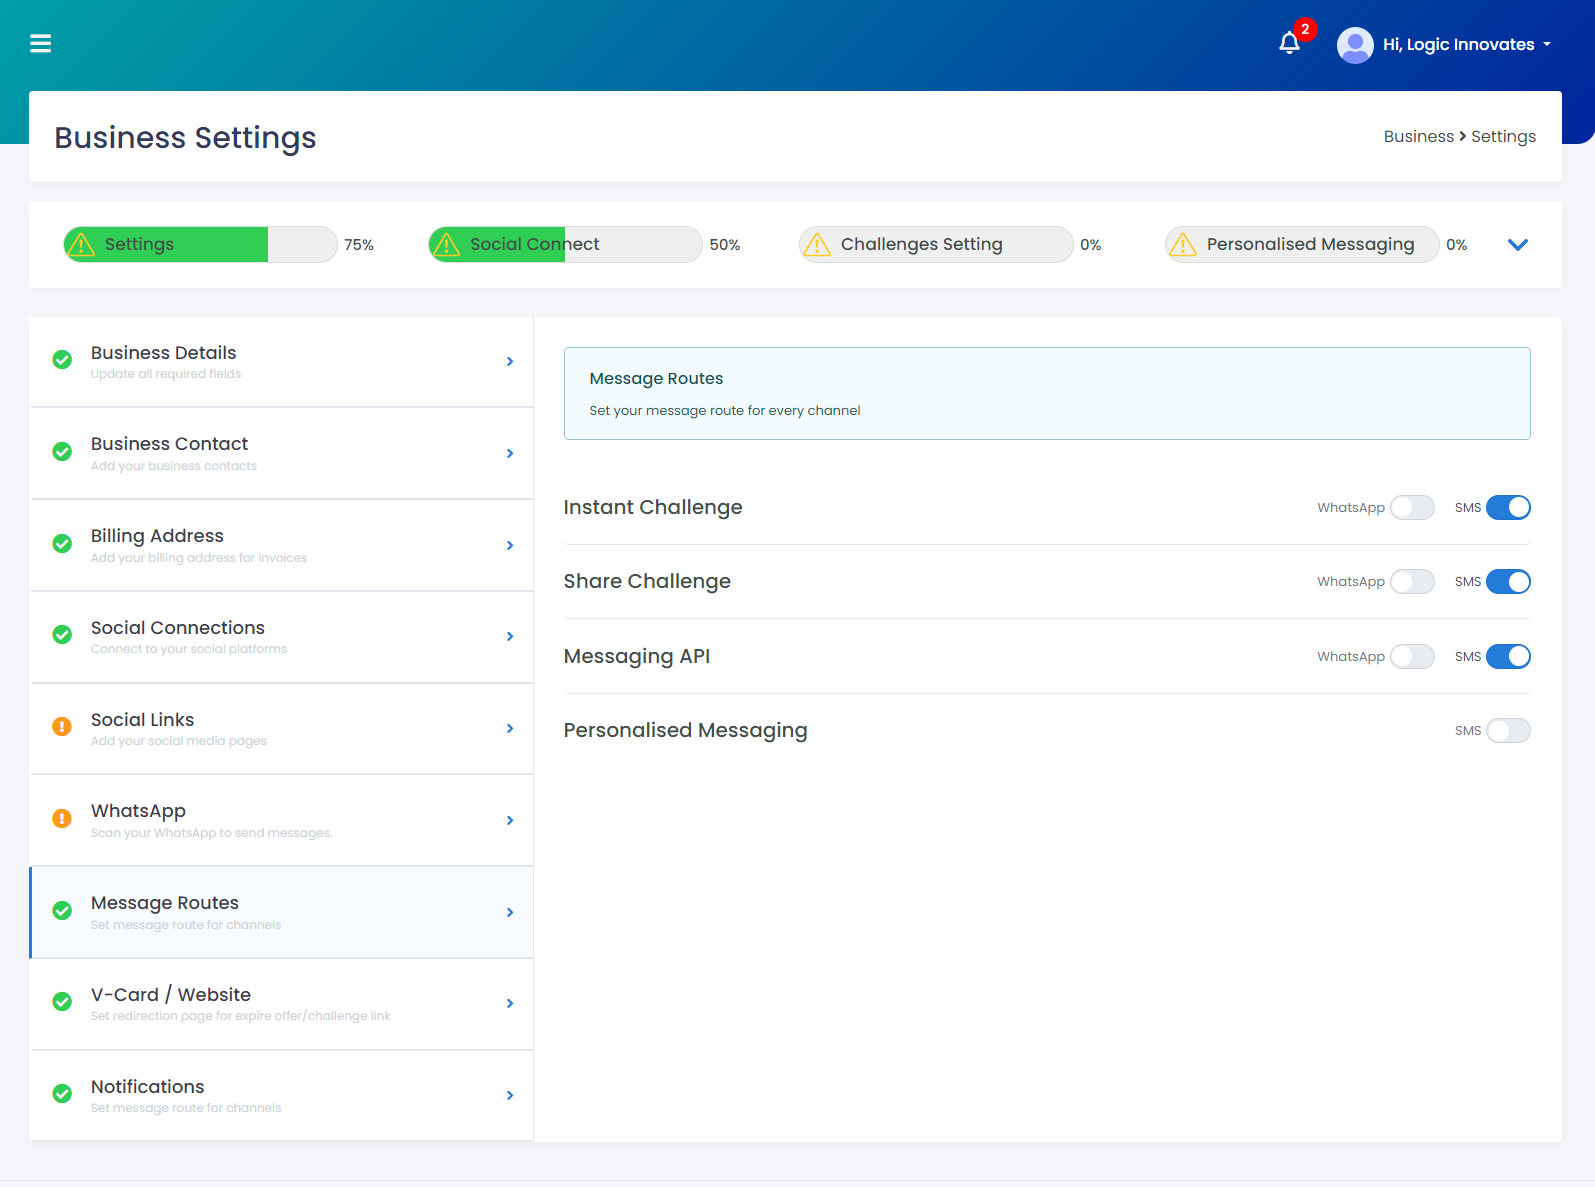 2
Hi, Logic Innovates
Business Settings
Business > Settings
Settings 75%
Social Connect 50%
Challenges Setting 0%
Personalised Messaging 0%
Business Details
Update all required fields
Business Contact
Add your business contacts
Billing Address
Add your billing address for invoices
Social Connections
Connect to your social platforms
Social Links
Add your social media pages
WhatsApp
Scan your WhatsApp to send messages.
Message Routes
Set message route for channels
V-Card / Website
Set redirection page for expire offer/challenge link
Notifications
Set message route for channels
Message Routes
Set your message route for every channel
Instant Challenge WhatsApp SMS
Share Challenge WhatsApp SMS
Messaging API WhatsApp SMS
Personalised Messaging SMS